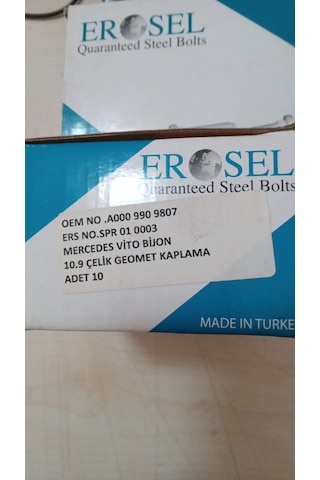 EROSEL
Quaranteed Steel Bolts
EROSEL
Quaranteed Steel Bolts
OEM NO .A000 990 9807
ERS NO.SPR 01 0003
MERCEDES VİTO BİJON
10.9 ÇELİK GEOMET KAPLAMA
ADET 10
MADE IN TURKE